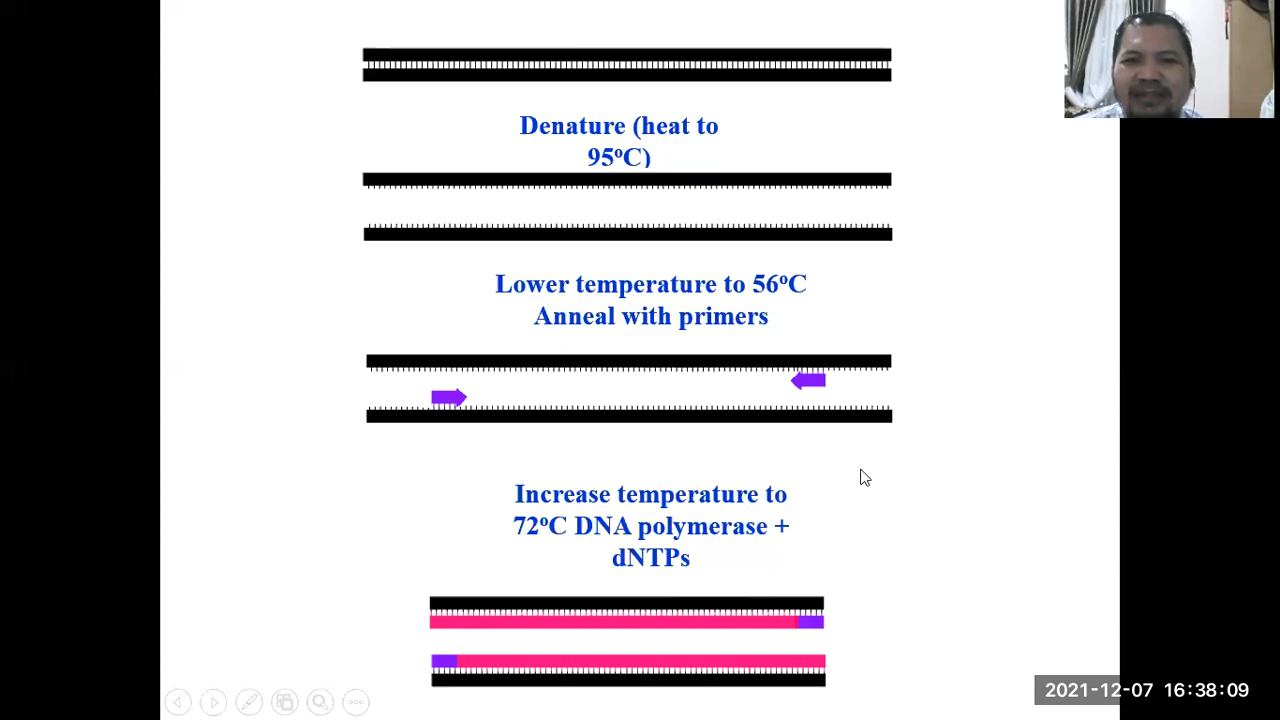 Denature (heat to
95ºC)
Lower temperature to 56ºC
Anneal with primers
Increase temperature to
72ºC DNA polymerase +
dNTPs
2021-12-07 16:38:09